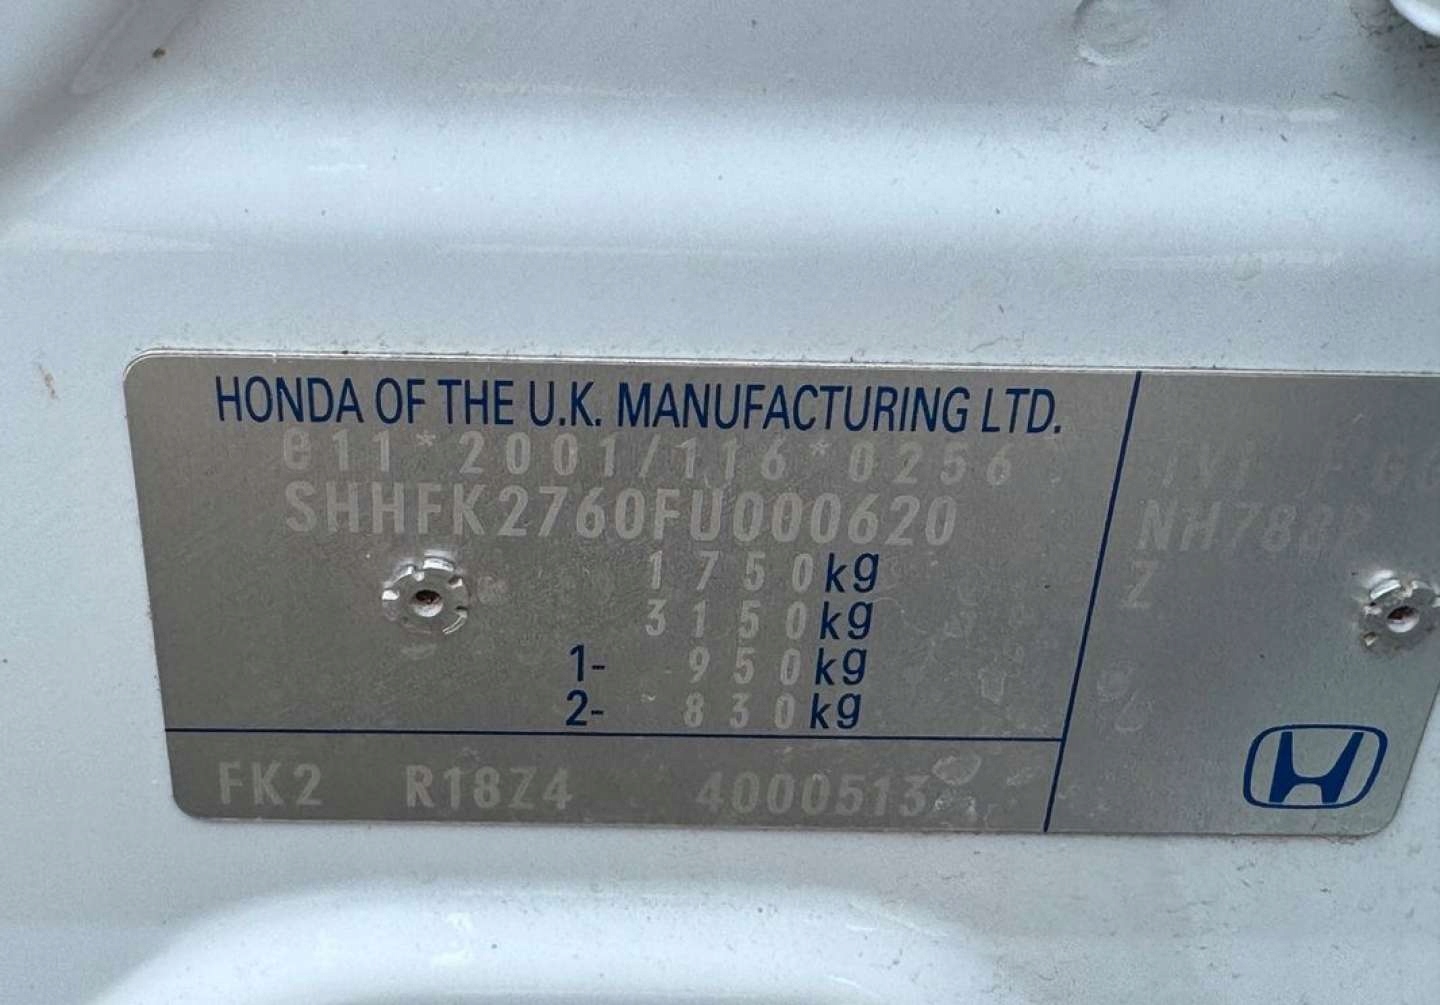 HONDA OF THE U.K. MANUFACTURING LTD.
e11*2001/116*0256
SHHFK2760FU000620
1750kg
3150kg
1- 950kg
2- 830kg
FK2 R18Z4 4000513
Z